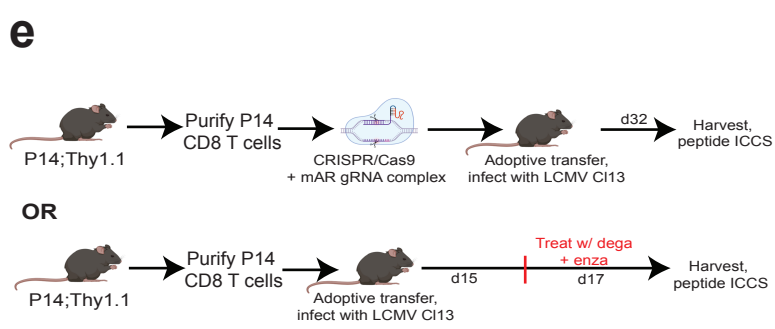 e
P14;Thy1.1
Purify P14
CD8 T cells
CRISPR/Cas9
+ mAR gRNA complex
Adoptive transfer,
infect with LCMV Cl13
d32
Harvest,
peptide ICCS
OR
P14;Thy1.1
Purify P14
CD8 T cells
Adoptive transfer,
infect with LCMV Cl13
d15
Treat w/ dega
+ enza
d17
Harvest,
peptide ICCS